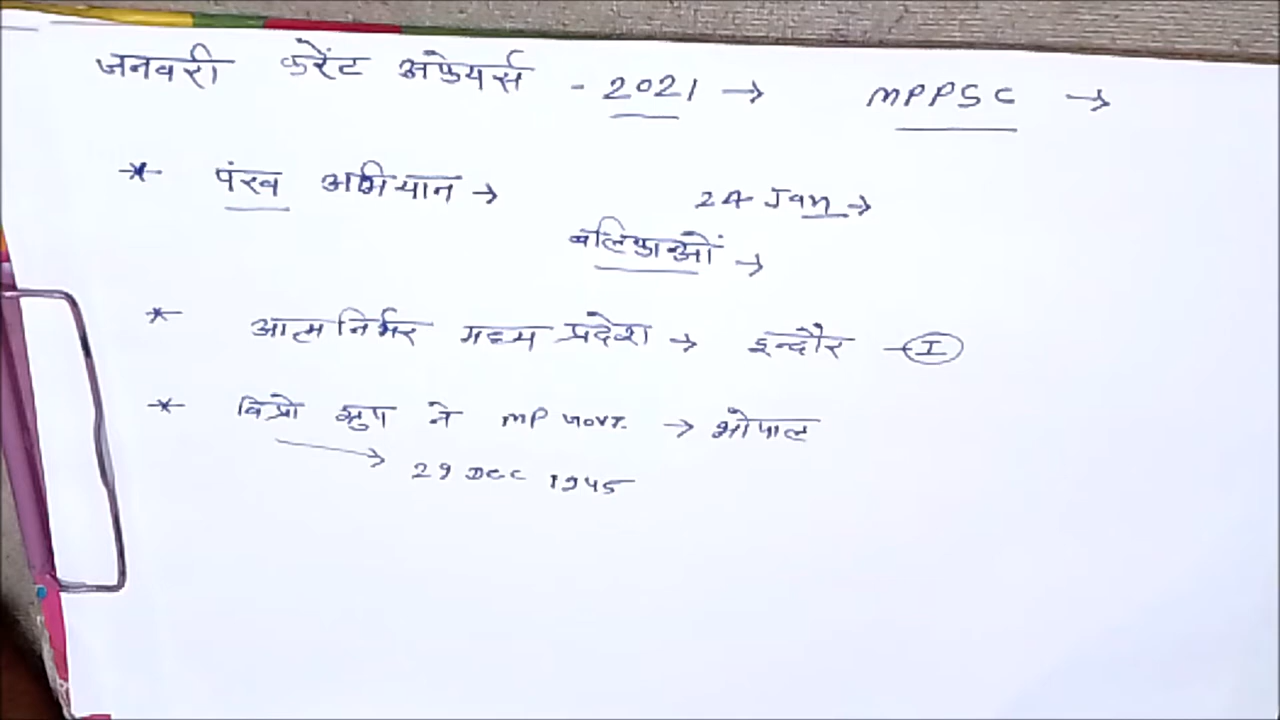 जनवरी करेंट अफेयर्स - 2021 → MPPSC →
* पंख अभियान → 24 Jan →
बलिकाओं →
* आत्मनिर्भर मध्य प्रदेश → इन्दौर - I
* विप्रो ग्रुप ने MP Govt. → भोपाल
→ 29 Dec 1945